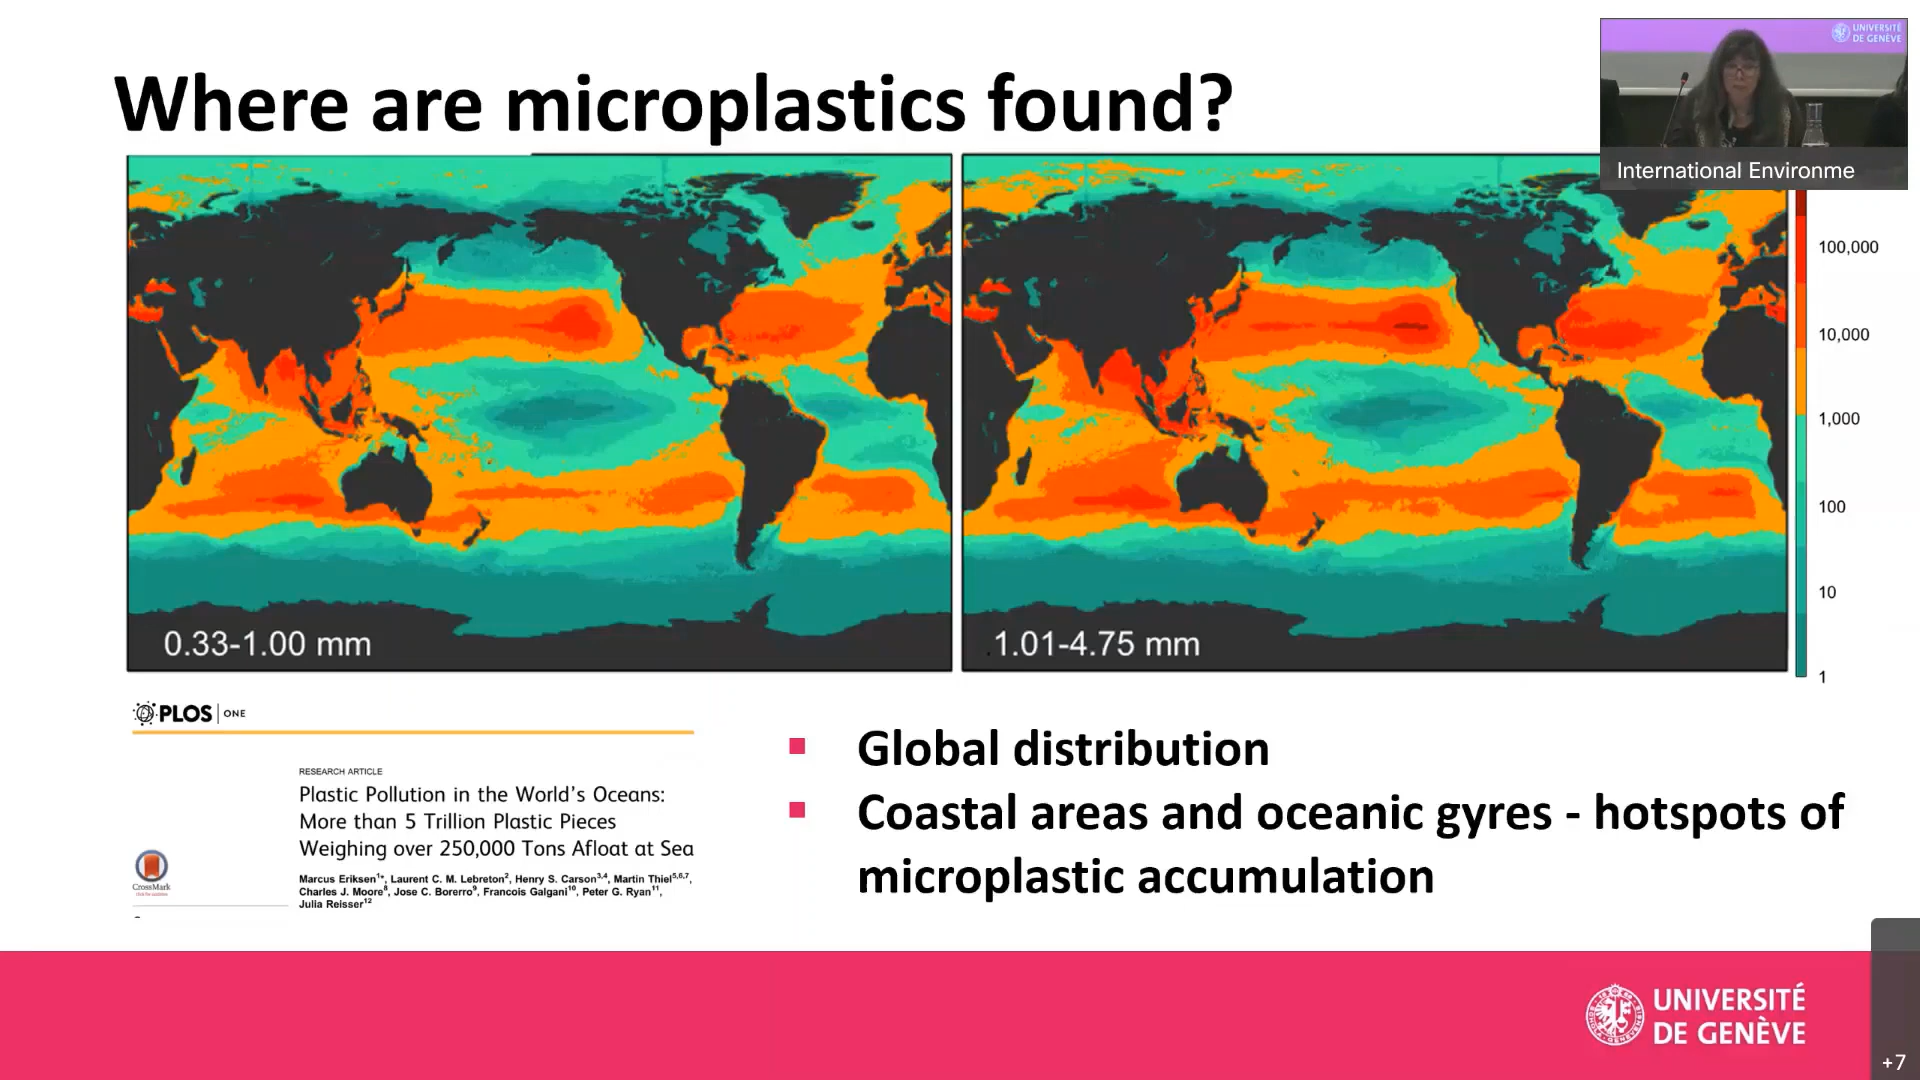 Where are microplastics found?
UNIVERSITÉ
DE GENÈVE
International Environme
100,000
10,000
1,000
100
10
1
0.33-1.00 mm
1.01-4.75 mm
PLOS | ONE
RESEARCH ARTICLE
Plastic Pollution in the World's Oceans:
More than 5 Trillion Plastic Pieces
Weighing over 250,000 Tons Afloat at Sea
CrossMark
Marcus Eriksen1*, Laurent C. M. Lebreton2, Henry S. Carson3,4, Martin Thiel5,6,7,
Charles J. Moore8, Jose C. Borerro9, Francois Galgani10, Peter G. Ryan11,
Julia Reisser12
▪ Global distribution
▪ Coastal areas and oceanic gyres - hotspots of
microplastic accumulation
UNIVERSITÉ
DE GENÈVE
+7